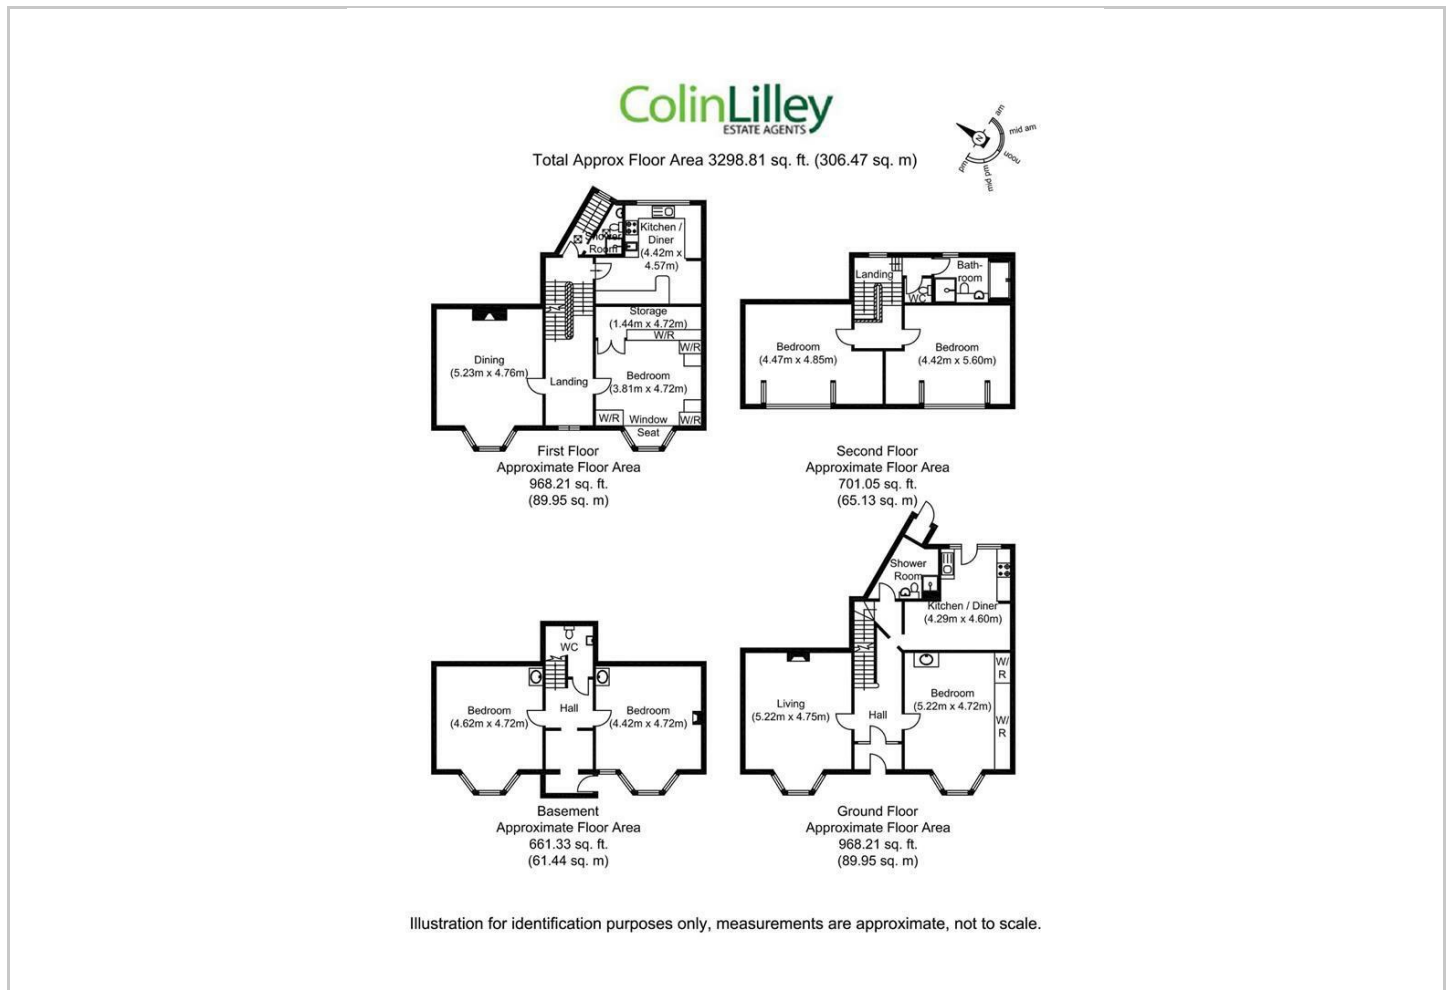 ColinLilley
ESTATE AGENTS
Total Approx Floor Area 3298.81 sq. ft. (306.47 sq. m)
N
am
mid am
noon
mid pm
pm
Shower
Room
Kitchen /
Diner
(4.42m x
4.57m)
Storage
(1.44m x 4.72m)
W/R
W/R
Dining
(5.23m x 4.76m)
Landing
Bedroom
(3.81m x 4.72m)
W/R
Window
Seat
W/R
First Floor
Approximate Floor Area
968.21 sq. ft.
(89.95 sq. m)
Landing
WC
Bath-
room
Bedroom
(4.47m x 4.85m)
Bedroom
(4.42m x 5.60m)
Second Floor
Approximate Floor Area
701.05 sq. ft.
(65.13 sq. m)
WC
Bedroom
(4.62m x 4.72m)
Hall
Bedroom
(4.42m x 4.72m)
Basement
Approximate Floor Area
661.33 sq. ft.
(61.44 sq. m)
Shower
Room
Kitchen / Diner
(4.29m x 4.60m)
Living
(5.22m x 4.75m)
Hall
Bedroom
(5.22m x 4.72m)
W/
R
W/
R
Ground Floor
Approximate Floor Area
968.21 sq. ft.
(89.95 sq. m)
Illustration for identification purposes only, measurements are approximate, not to scale.